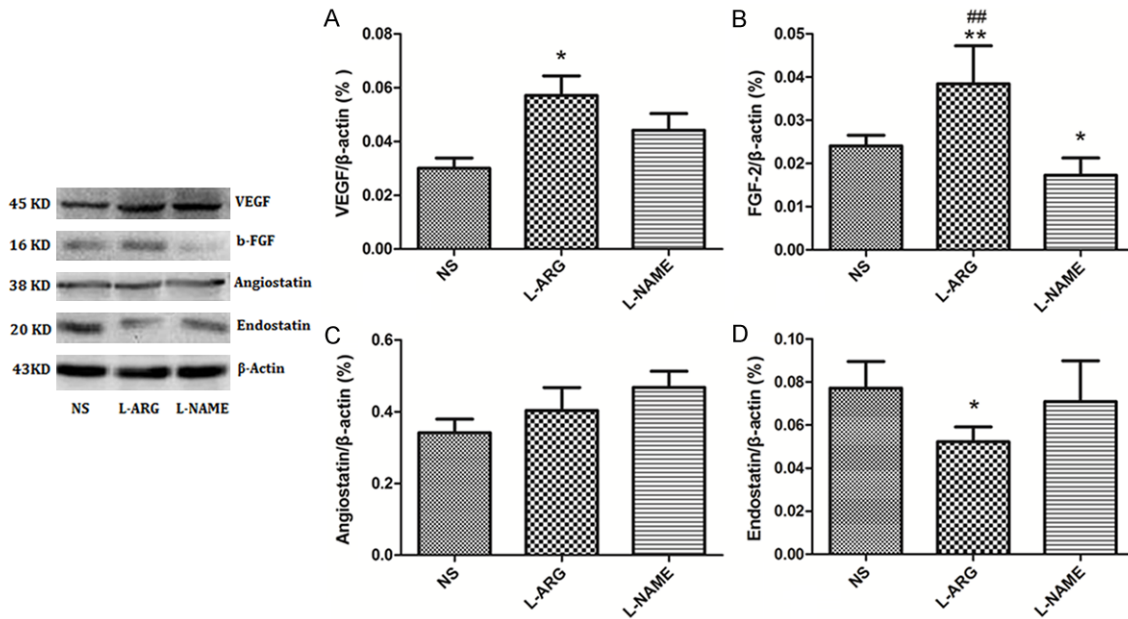 45 KD VEGF
16 KD b-FGF
38 KD Angiostatin
20 KD Endostatin
43KD β-Actin
NS L-ARG L-NAME
A
VEGF/β-actin (% )
0.08
0.06
0.04
0.02
0.00
*
NS L-ARG L-NAME
B
FGF-2/β-actin (%)
0.05
0.04
0.03
0.02
0.01
0.00
##
**
*
NS L-ARG L-NAME
C
Angiostatin/β-actin (%)
0.6
0.4
0.2
0.0
NS L-ARG L-NAME
D
Endostatin/β-actin (%)
0.10
0.08
0.06
0.04
0.02
0.00
*
NS L-ARG L-NAME